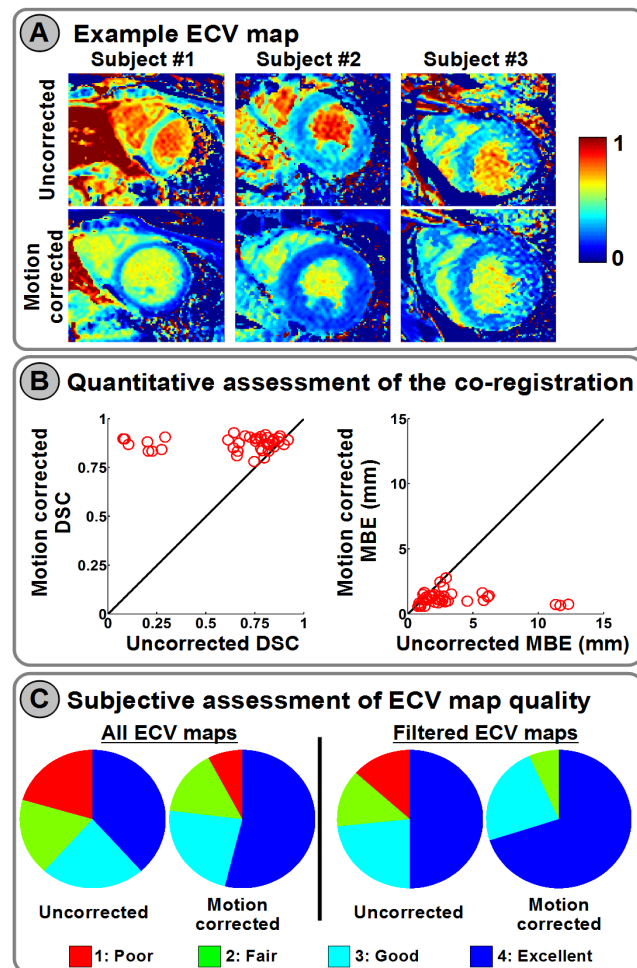 A Example ECV map
Subject #1 Subject #2 Subject #3
Uncorrected
Motion
corrected
1
0
B Quantitative assessment of the co-registration
Motion corrected
DSC
1
0.75
0.5
0.25
0
0 0.25 0.5 0.75 1
Uncorrected DSC
Motion corrected
MBE (mm)
15
10
5
0
0 5 10 15
Uncorrected MBE (mm)
C Subjective assessment of ECV map quality
All ECV maps
Filtered ECV maps
Uncorrected
Motion
corrected
Uncorrected
Motion
corrected
1: Poor 2: Fair 3: Good 4: Excellent